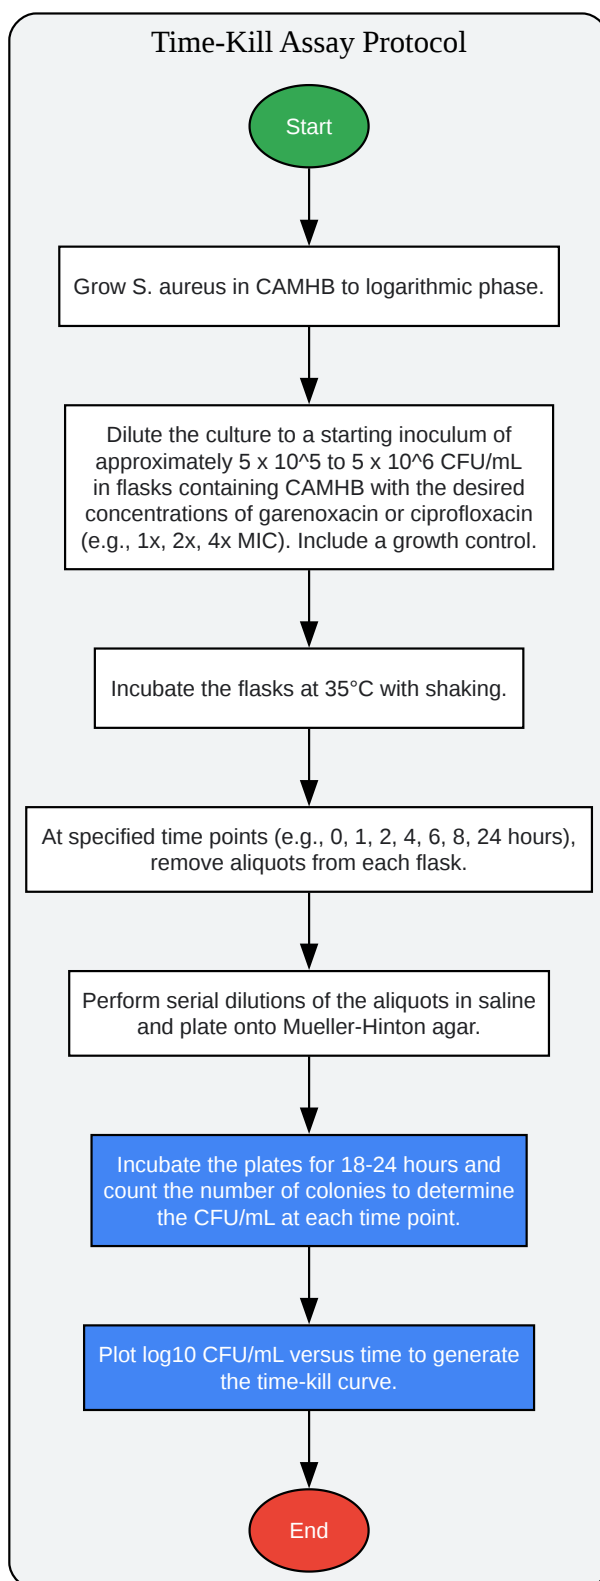 Time-Kill Assay Protocol
Start
Grow S. aureus in CAMHB to logarithmic phase.
Dilute the culture to a starting inoculum of
approximately 5 x 10^5 to 5 x 10^6 CFU/mL
in flasks containing CAMHB with the desired
concentrations of garenoxacin or ciprofloxacin
(e.g., 1x, 2x, 4x MIC). Include a growth control.
Incubate the flasks at 35°C with shaking.
At specified time points (e.g., 0, 1, 2, 4, 6, 8, 24 hours),
remove aliquots from each flask.
Perform serial dilutions of the aliquots in saline
and plate onto Mueller-Hinton agar.
Incubate the plates for 18-24 hours and
count the number of colonies to determine
the CFU/mL at each time point.
Plot log10 CFU/mL versus time to generate
the time-kill curve.
End